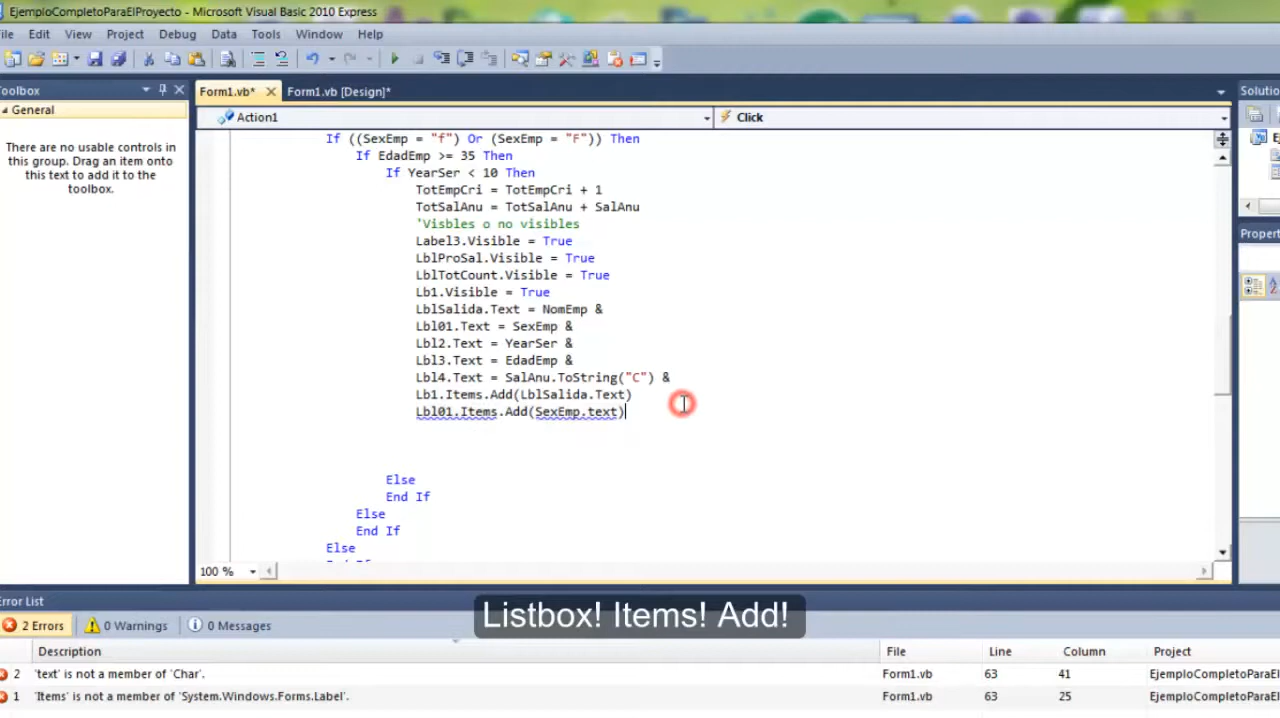 EjemploCompletoParaElProyecto - Microsoft Visual Basic 2010 Express
ile Edit View Project Debug Data Tools Window Help
Toolbox
General
There are no usable controls in
this group. Drag an item onto
this text to add it to the
toolbox.
Form1.vb* Form1.vb [Design]*
Action1 Click
If ((SexEmp = "f") Or (SexEmp = "F")) Then
If EdadEmp >= 35 Then
If YearSer < 10 Then
TotEmpCri = TotEmpCri + 1
TotSalAnu = TotSalAnu + SalAnu
'Visbles o no visibles
Label3.Visible = True
LblProSal.Visible = True
LblTotCount.Visible = True
Lb1.Visible = True
LblSalida.Text = NomEmp &
Lbl01.Text = SexEmp &
Lbl2.Text = YearSer &
Lbl3.Text = EdadEmp &
Lbl4.Text = SalAnu.ToString("C") &
Lb1.Items.Add(LblSalida.Text)
Lbl01.Items.Add(SexEmp.text)
Else
End If
Else
End If
Else
100 %
Solutio
Propert
Listbox! Items! Add!
Error List
2 Errors 0 Warnings 0 Messages
Description File Line Column Project
2 'text' is not a member of 'Char'. Form1.vb 63 41 EjemploCompletoParaE
1 'Items' is not a member of 'System.Windows.Forms.Label'. Form1.vb 63 25 EjemploCompletoParaE